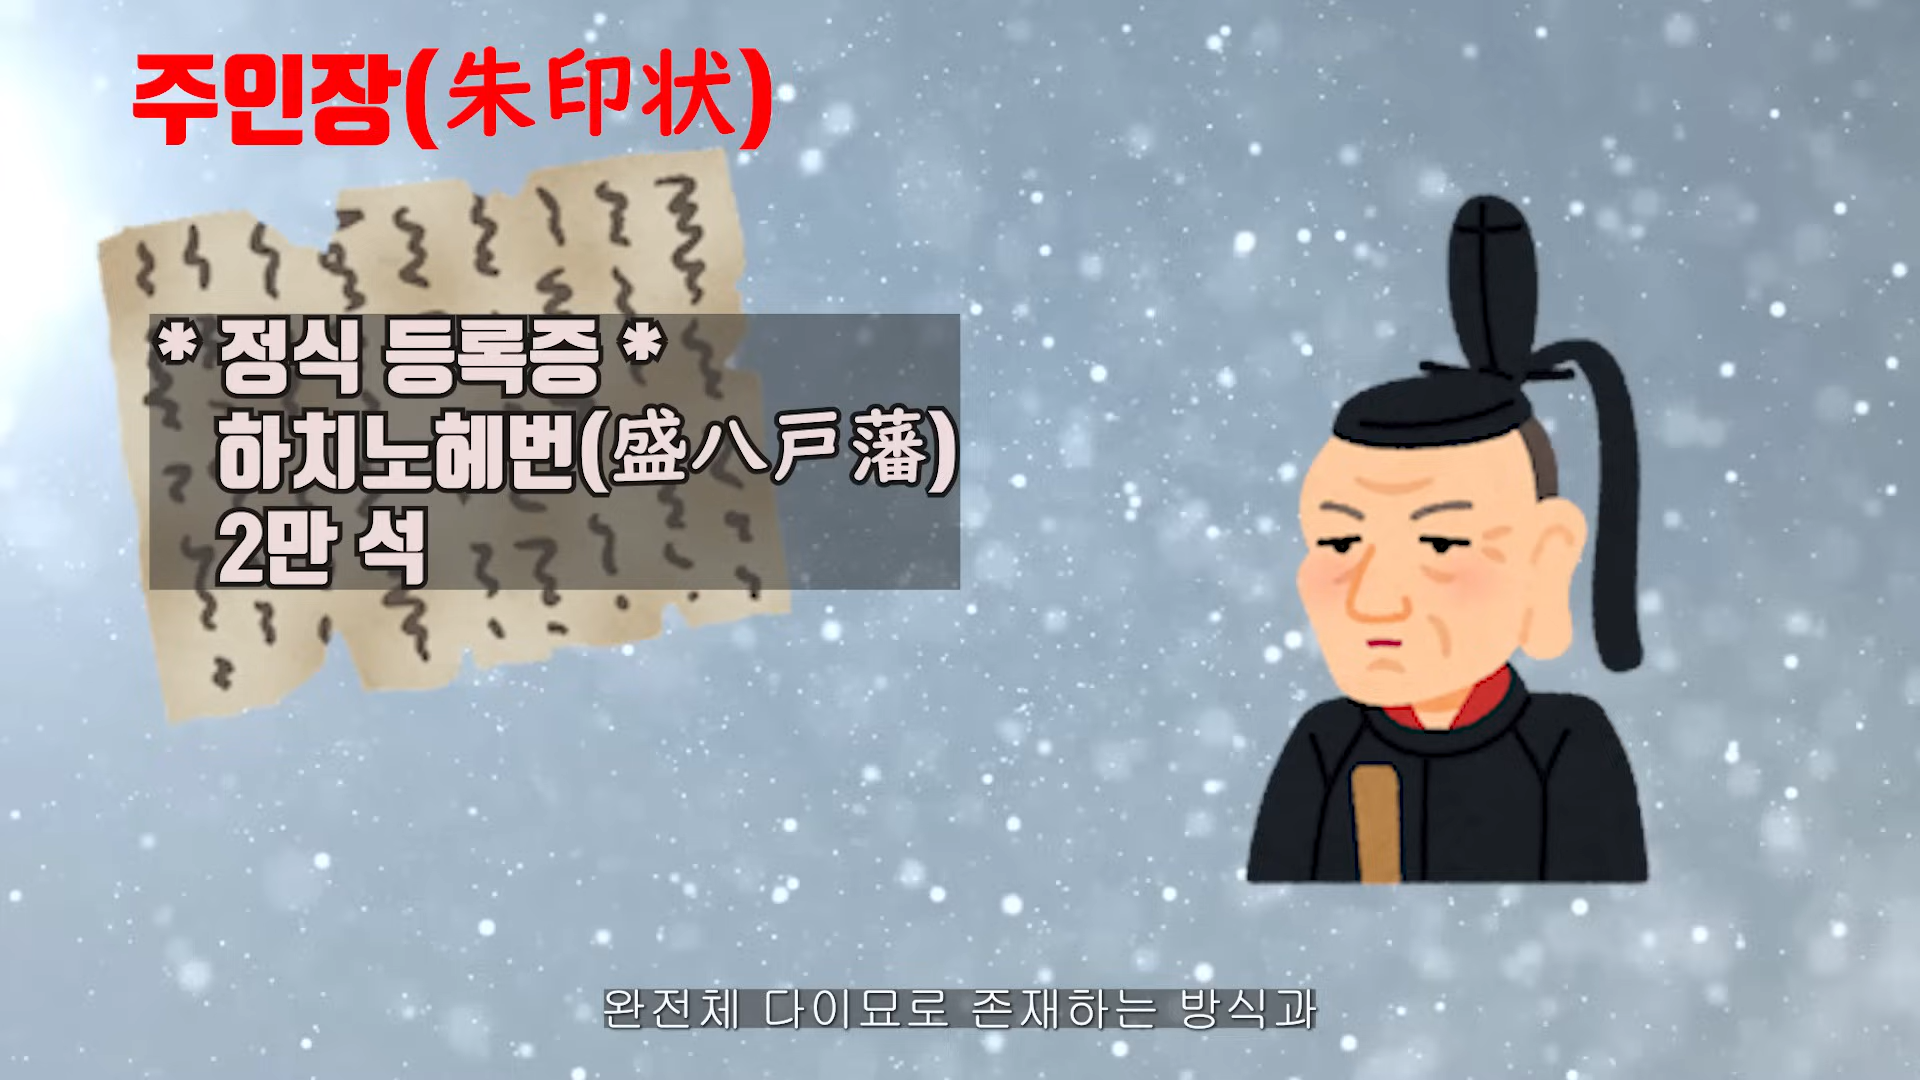 주인장(朱印状)
* 정식 등록증 *
하치노헤번(盛八戸藩)
2만 석
완전체 다이묘로 존재하는 방식과